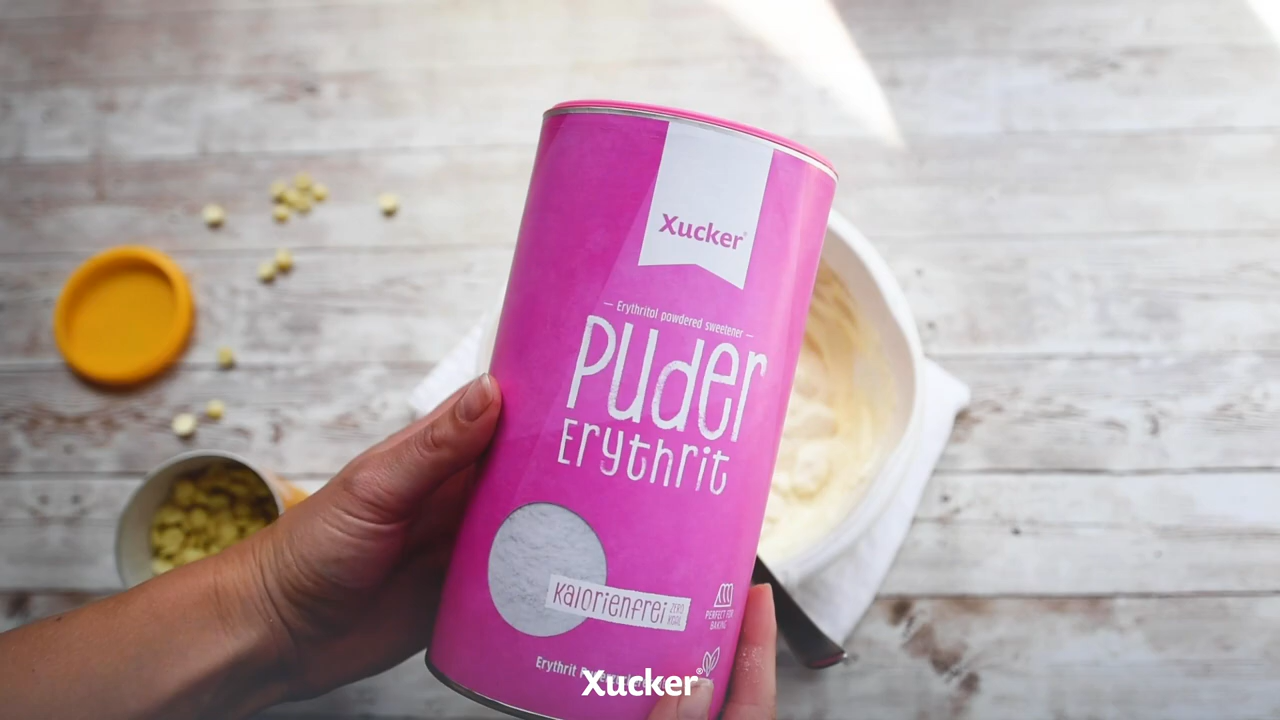 Xucker®
— Erythritol powdered sweetener —
Puder
Erythrit
kalorienfrei ZERO
KCAL
PERFECT FOR
BAKING
Erythrit
Xucker®